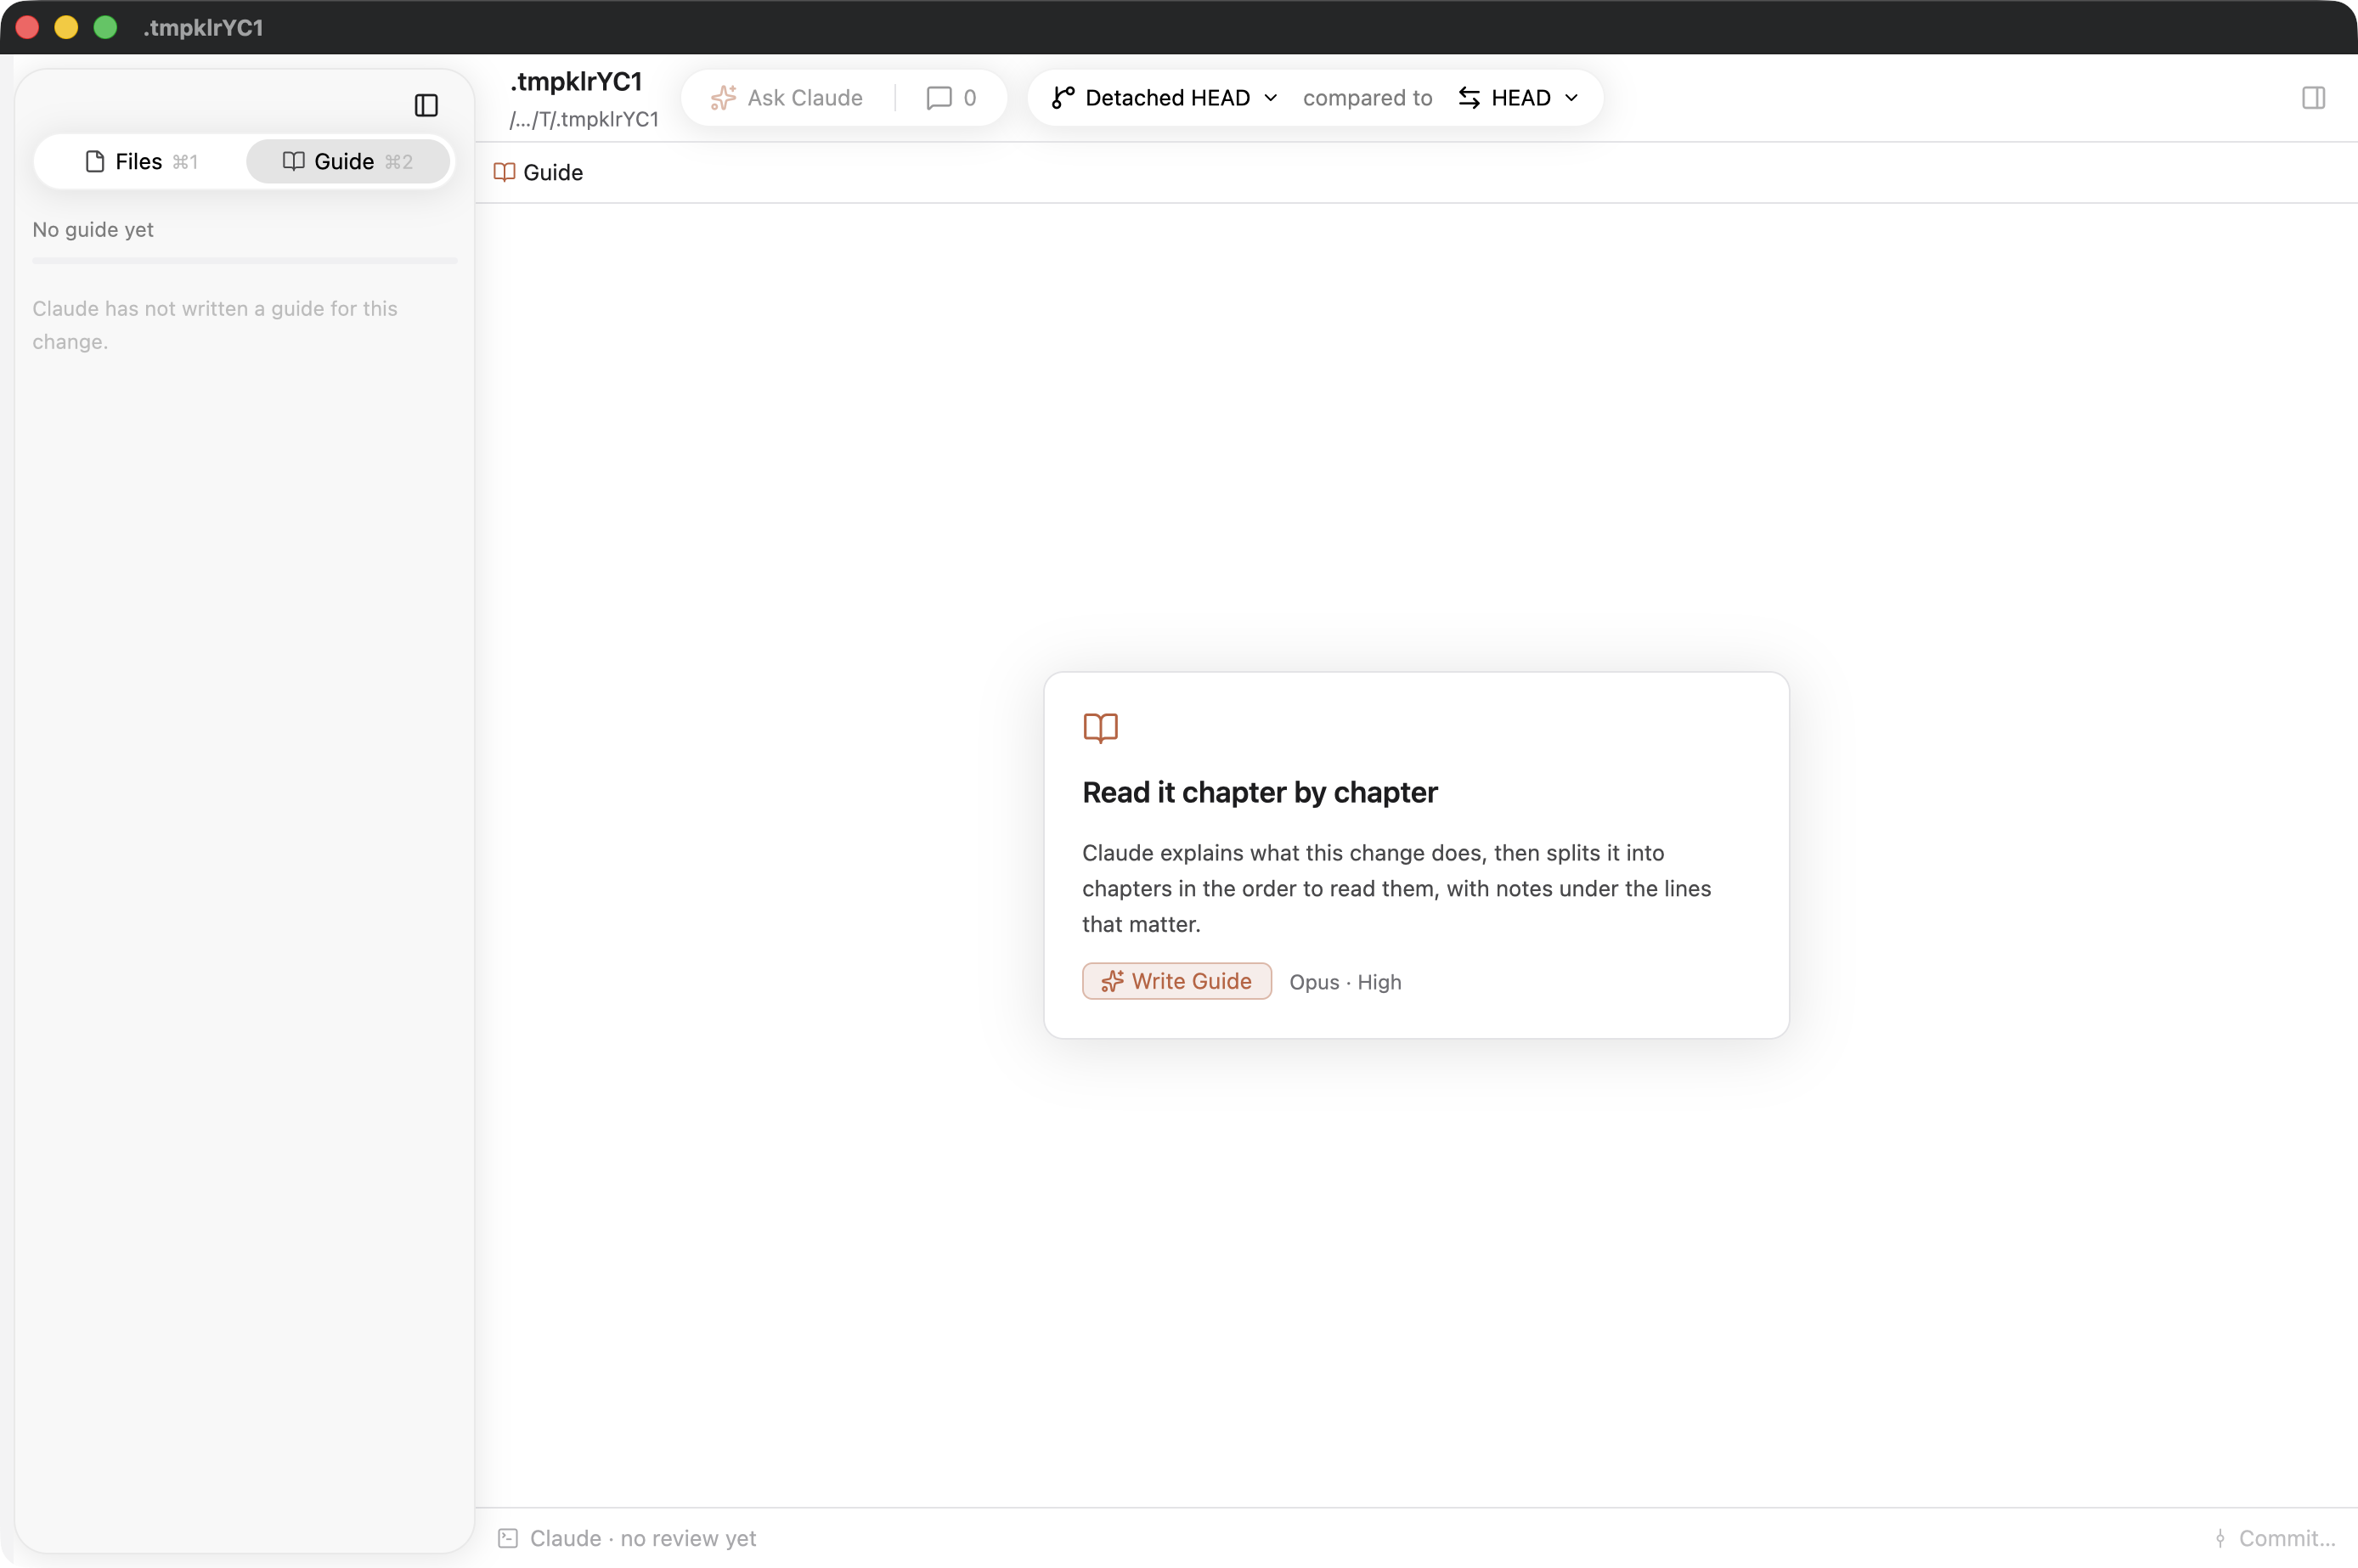 .tmpklrYC1
Files ⌘1
Guide ⌘2
No guide yet
Claude has not written a guide for this
change.
.tmpklrYC1
/.../T/.tmpklrYC1
Ask Claude
0
Detached HEAD
compared to
HEAD
Guide
Read it chapter by chapter
Claude explains what this change does, then splits it into
chapters in the order to read them, with notes under the lines
that matter.
Write Guide
Opus · High
Claude · no review yet
Commit...